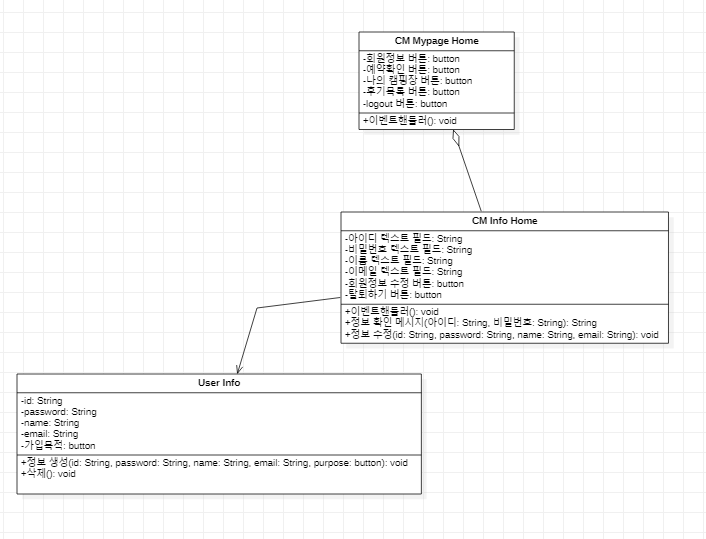 CM Mypage Home
-회원정보 버튼: button
-예약확인 버튼: button
-나의 캠핑장 버튼: button
-후기목록 버튼: button
-logout 버튼: button
+이벤트핸들러(): void
CM Info Home
-아이디 텍스트 필드: String
-비밀번호 텍스트 필드: String
-이름 텍스트 필드: String
-이메일 텍스트 필드: String
-회원정보 수정 버튼: button
-탈퇴하기 버튼: button
+이벤트핸들러(): void
+정보 확인 메시지(아이디: String, 비밀번호: String): String
+정보 수정(id: String, password: String, name: String, email: String): void
User Info
-id: String
-password: String
-name: String
-email: String
-가입목적: button
+정보 생성(id: String, password: String, name: String, email: String, purpose: button): void
+삭제(): void